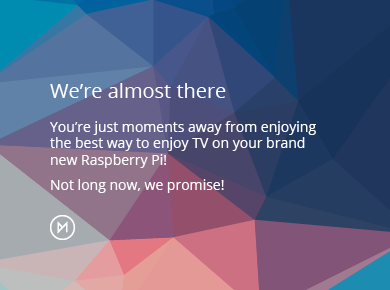 We’re almost there
You’re just moments away from enjoying
the best way to enjoy TV on your brand
new Raspberry Pi!
Not long now, we promise!